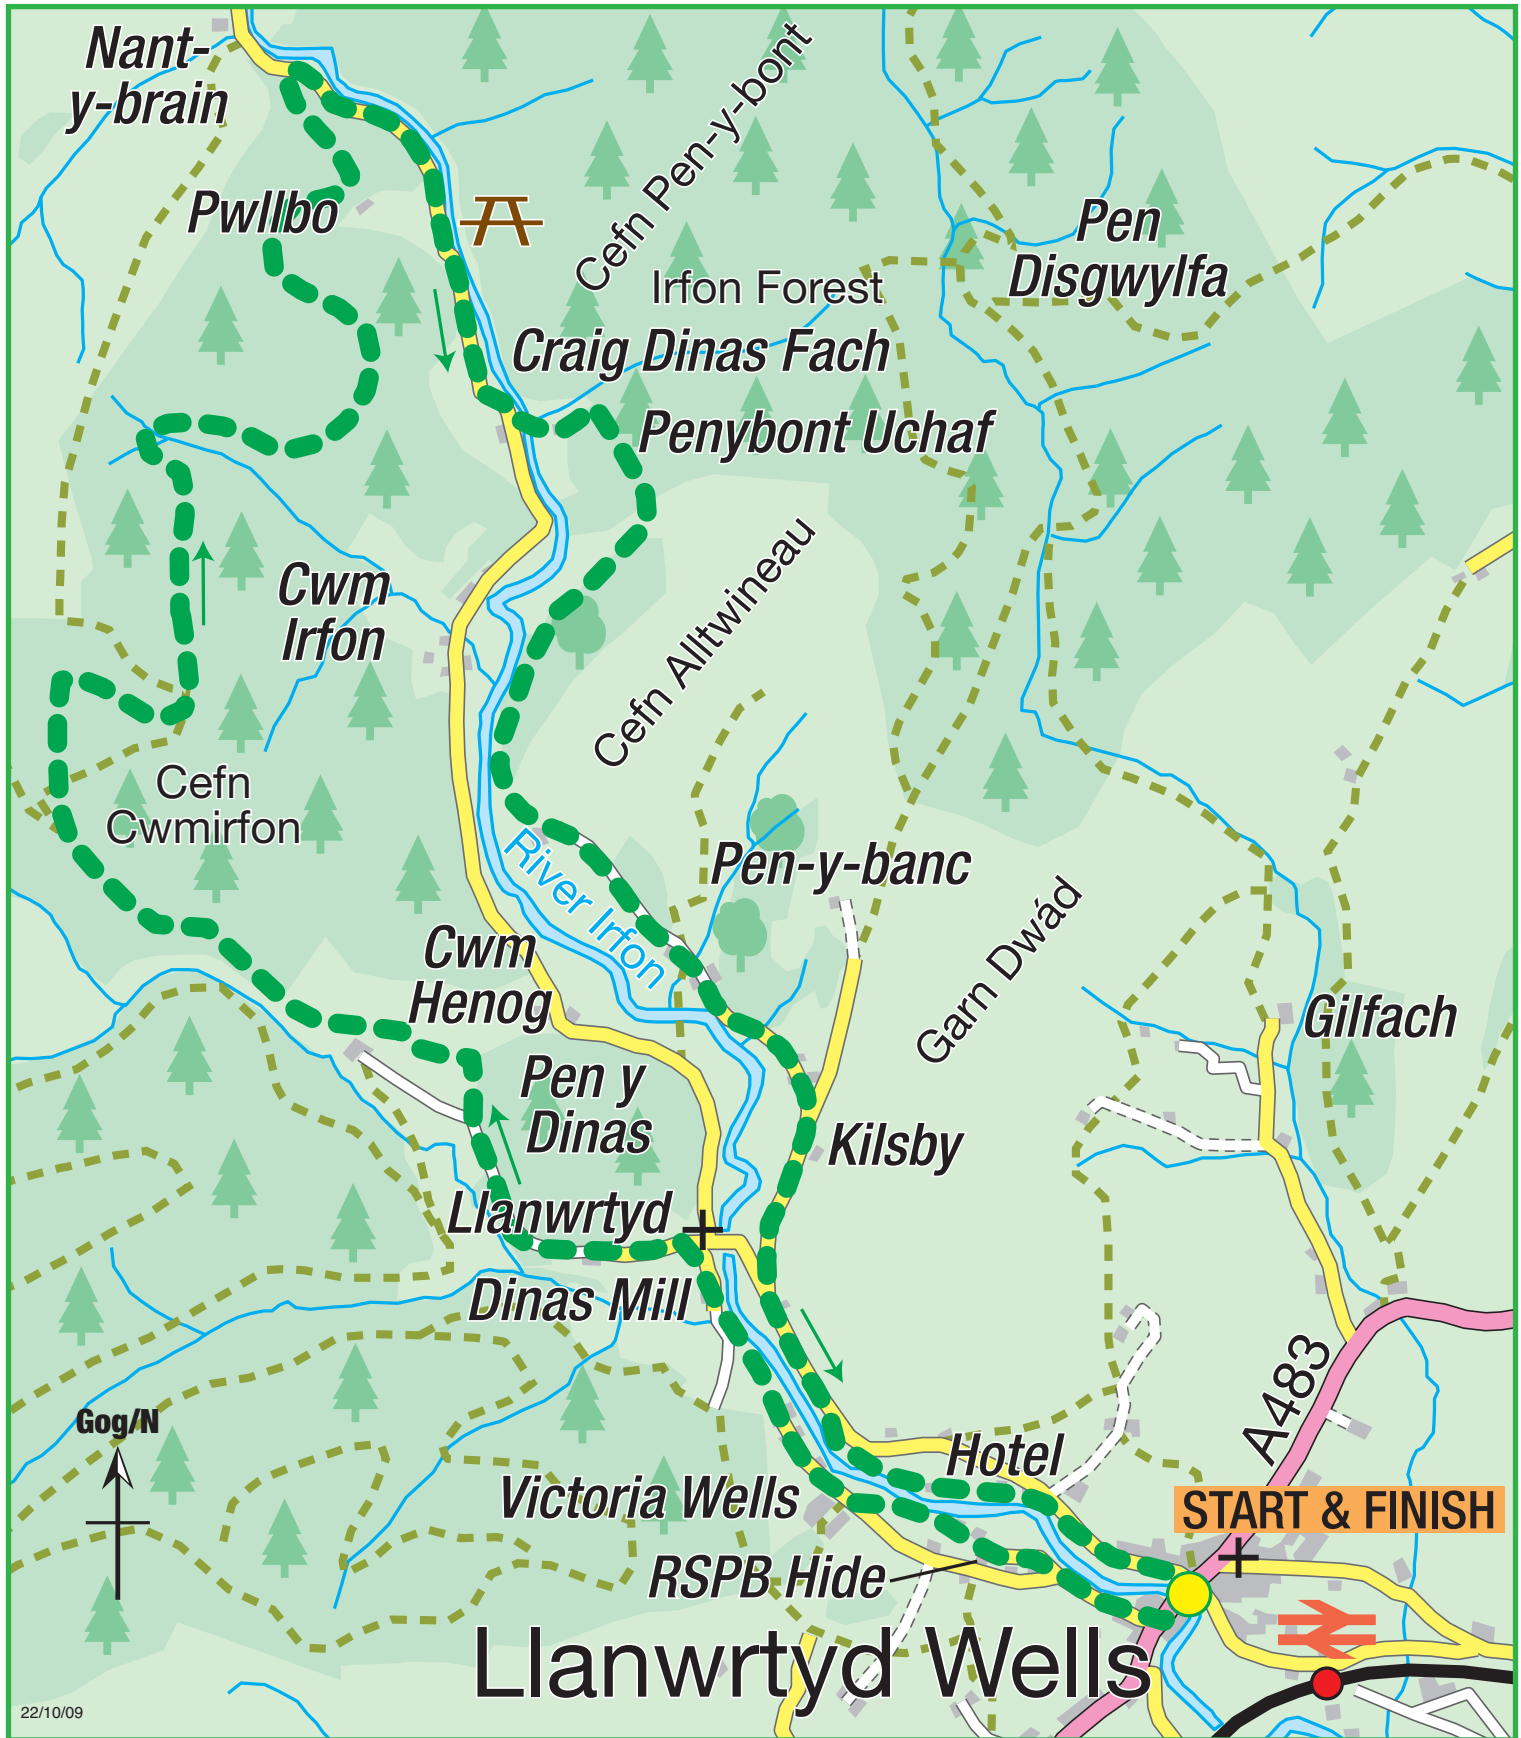 Nant-
y-brain
Cefn Pen-y-bont
Pwllbo
Pen
Disgwylfa
Irfon Forest
Craig Dinas Fach
Penybont Uchaf
Cwm
Irfon
Cefn Alltwineau
Cefn
Cwmirfon
River Irfon
Pen-y-banc
Cwm
Henog
Garn Dwád
Gilfach
Pen y
Dinas
Kilsby
Llanwrtyd
Dinas Mill
A483
Gog/N
Hotel
Victoria Wells
START & FINISH
RSPB Hide
Llanwrtyd Wells
22/10/09